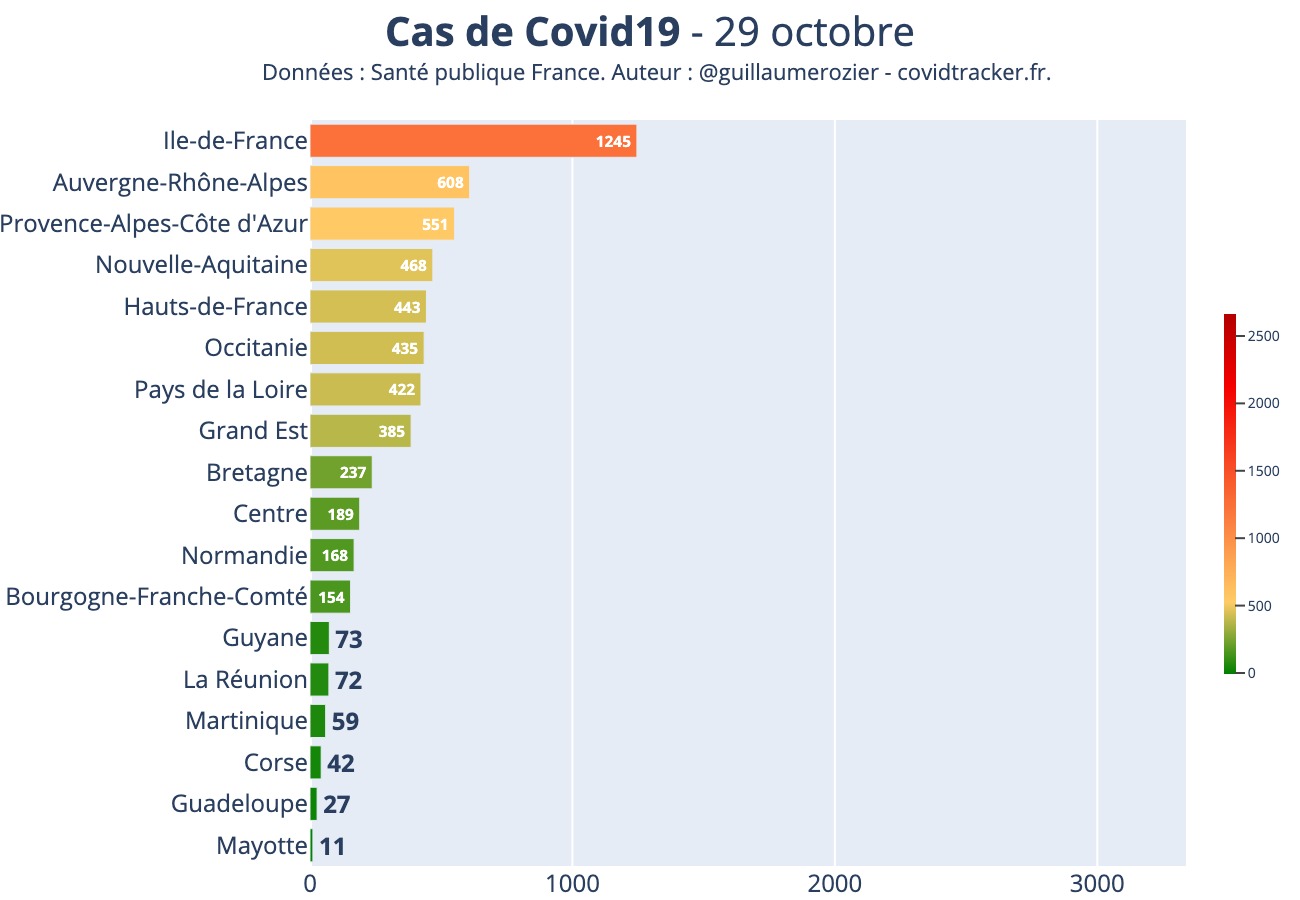 Cas de Covid19 - 29 octobre
Données : Santé publique France. Auteur : @guillaumerozier - covidtracker.fr.
Ile-de-France 1245
Auvergne-Rhône-Alpes 608
Provence-Alpes-Côte d'Azur 551
Nouvelle-Aquitaine 468
Hauts-de-France 443
Occitanie 435
Pays de la Loire 422
Grand Est 385
Bretagne 237
Centre 189
Normandie 168
Bourgogne-Franche-Comté 154
Guyane 73
La Réunion 72
Martinique 59
Corse 42
Guadeloupe 27
Mayotte 11
0 1000 2000 3000
2500
2000
1500
1000
500
0